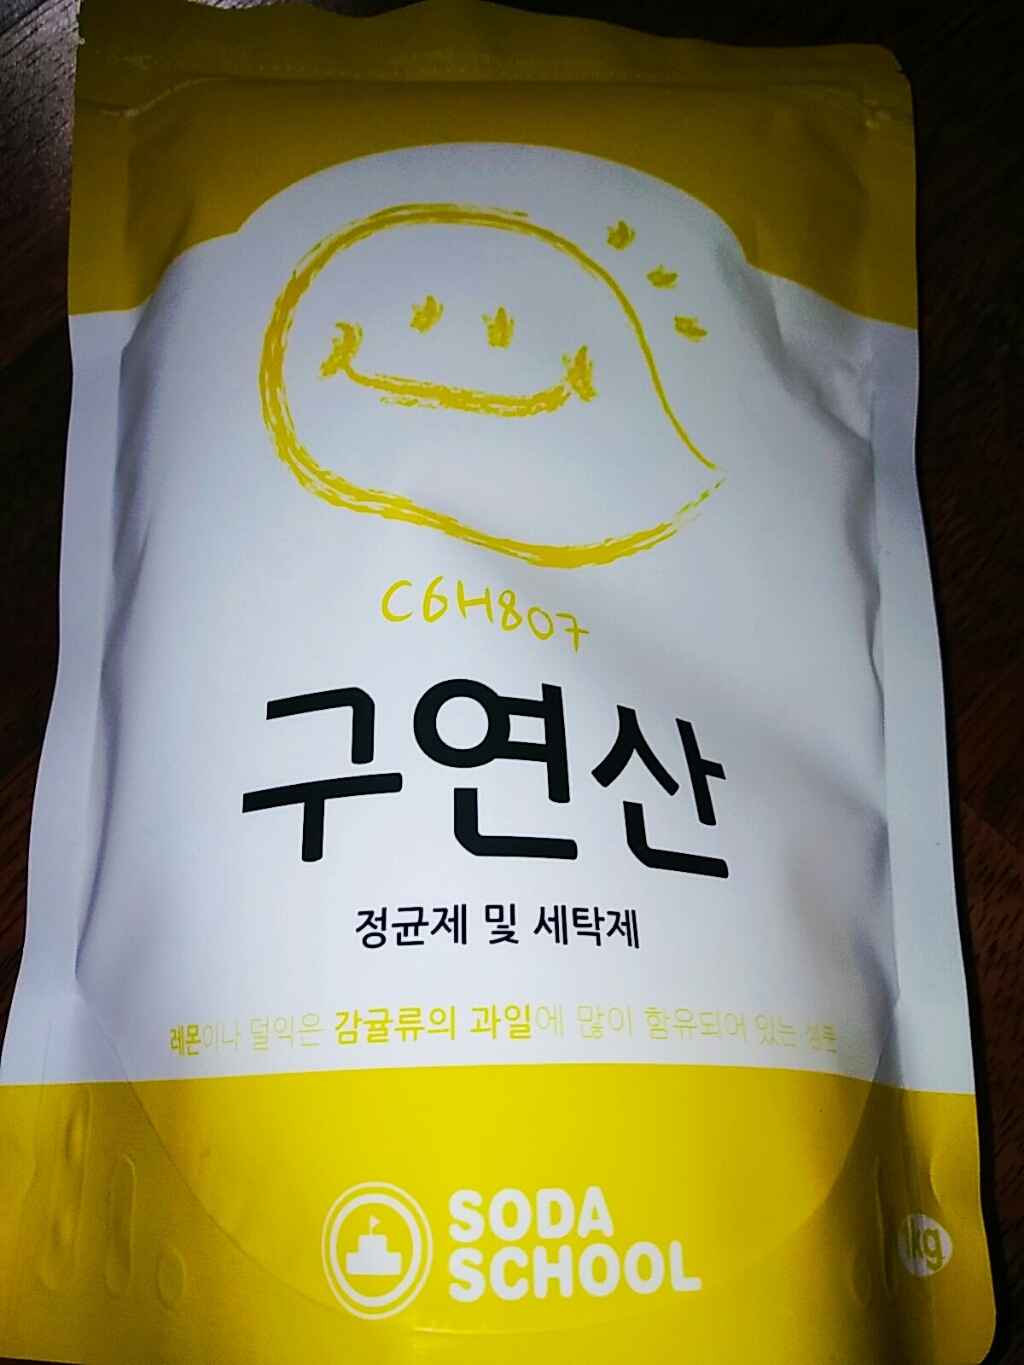 C6H8O7
구연산
정균제 및 세탁제
레몬이나 덜익은 감귤류의 과일에 많이 함유되어 있는 성분
SODA
SCHOOL
1kg